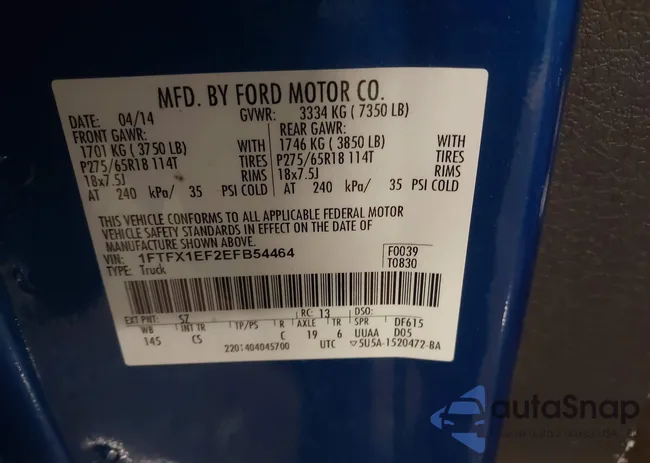 MFD. BY FORD MOTOR CO.
DATE: 04/14 GVWR: 3334 KG ( 7350 LB)
FRONT GAWR: REAR GAWR:
1701 KG ( 3750 LB) WITH 1746 KG ( 3850 LB) WITH
P275/65R18 114T TIRES P275/65R18 114T TIRES
18x7.5J RIMS 18x7.5J RIMS
AT 240 kPa/ 35 PSI COLD AT 240 kPa/ 35 PSI COLD
THIS VEHICLE CONFORMS TO ALL APPLICABLE FEDERAL MOTOR
VEHICLE SAFETY STANDARDS IN EFFECT ON THE DATE OF
MANUFACTURE SHOWN ABOVE.
VIN: 1FTFX1EF2EFB54464 F0039
TYPE: Truck T0830
EXT PNT: SZ RC: 13 DSO:
WB INT TR TP/PS R AXLE TR SPR DF615
145 CS C 19 6 UUAA D05
2201404045700 UTC 5U5A-1520472-BA
autoSnap